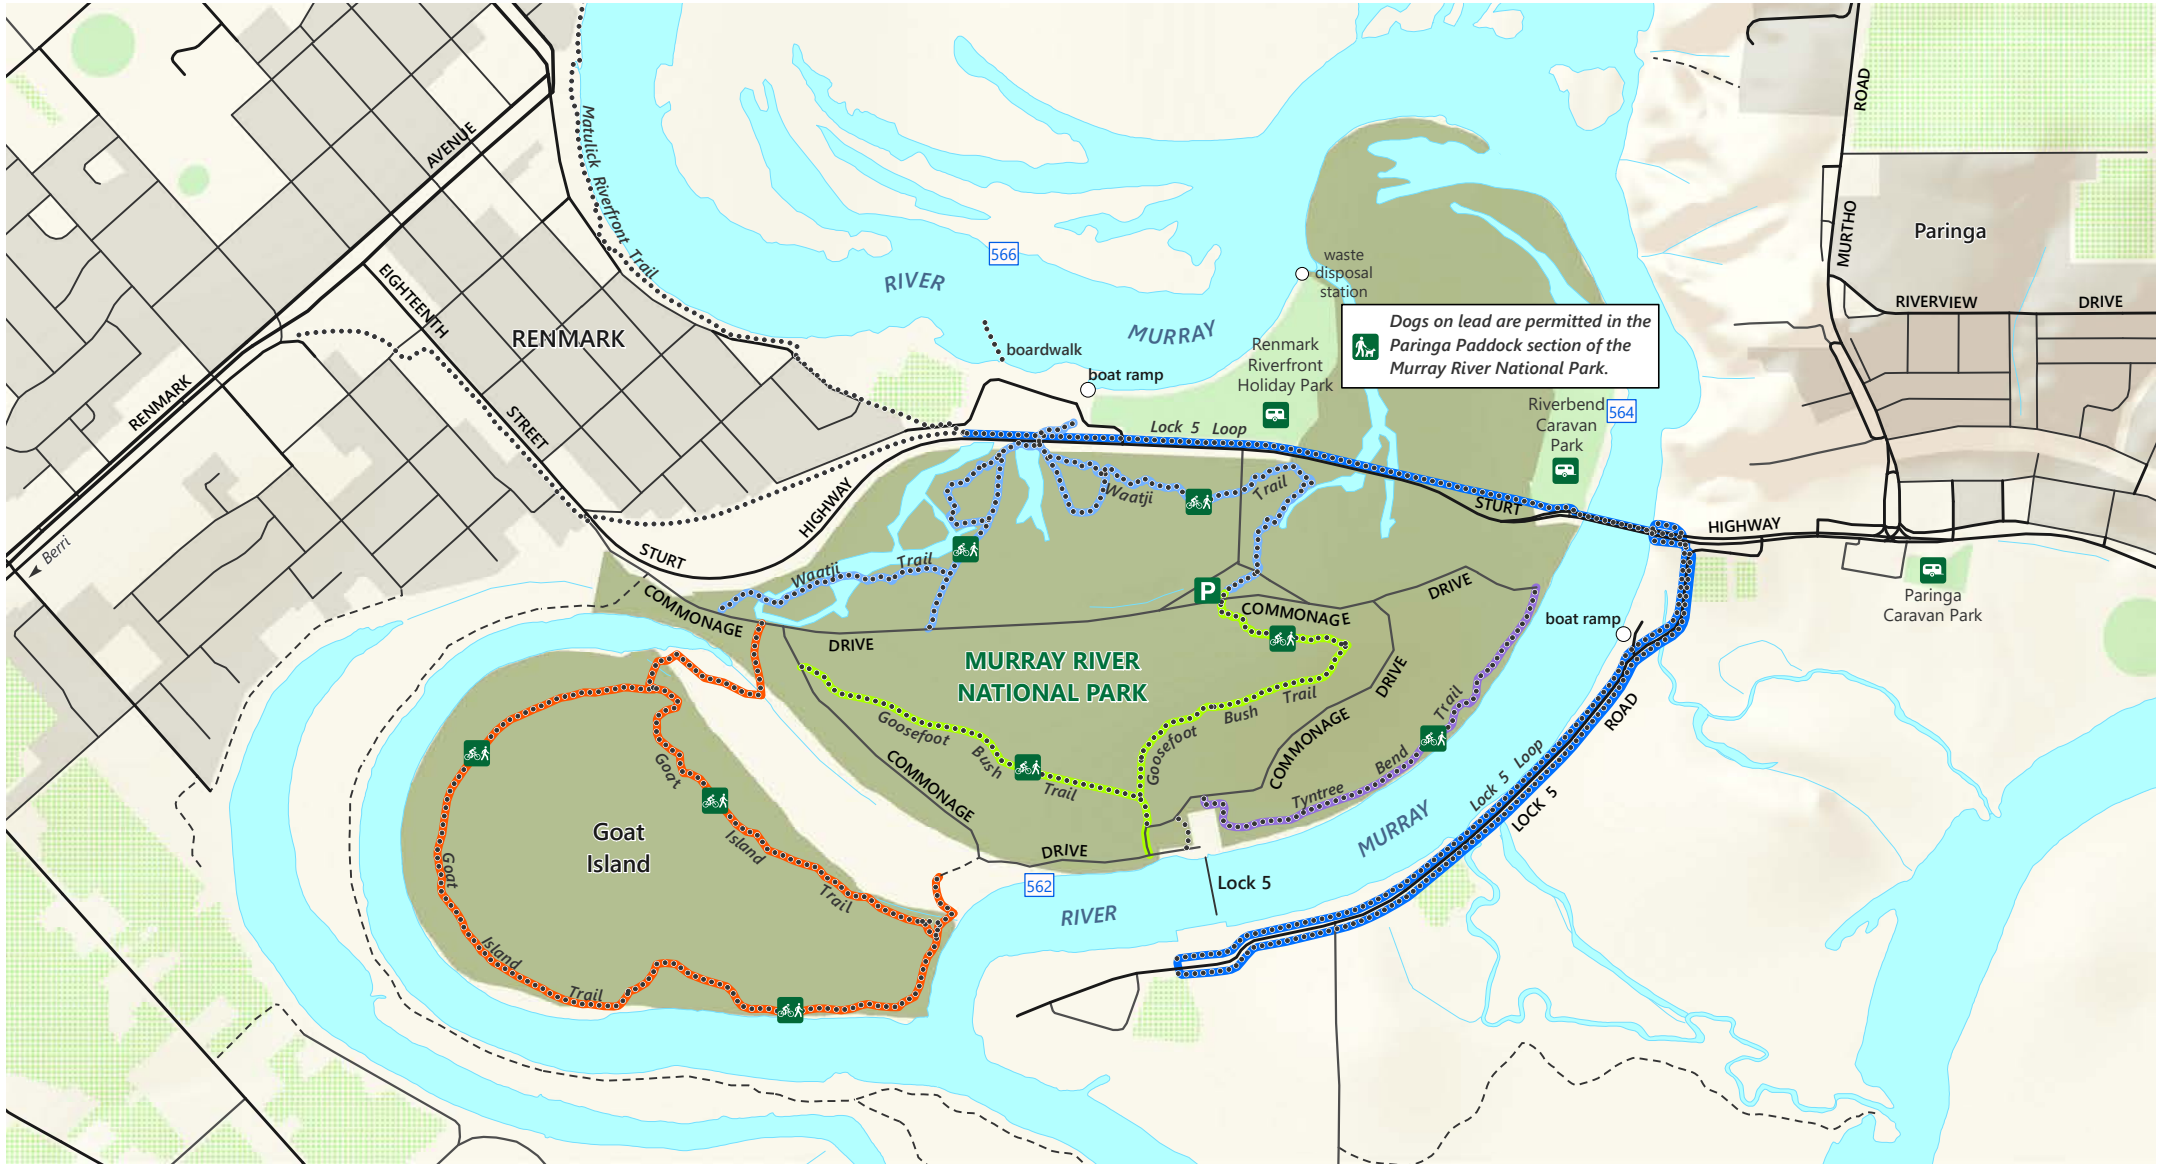 AVENUE
Matulick Riverfront Trail
EIGHTEENTH
STREET
RENMARK
RENMARK
Berri
566
RIVER
MURRAY
boardwalk
boat ramp
waste
disposal
station
Renmark
Riverfront
Holiday Park
Dogs on lead are permitted in the
Paringa Paddock section of the
Murray River National Park.
Riverbend
Caravan
Park
564
ROAD
MURTHO
Paringa
RIVERVIEW
DRIVE
Lock 5 Loop
STURT
HIGHWAY
STURT
HIGHWAY
Waatji
Trail
Waatji
Trail
P
COMMONAGE
DRIVE
COMMONAGE
DRIVE
boat ramp
Paringa
Caravan Park
MURRAY RIVER
NATIONAL PARK
Goosefoot
Bush
Trail
Goosefoot
Bush
Trail
DRIVE
COMMONAGE
COMMONAGE
DRIVE
Tyntree
Bend
Trail
Goat
Island
Goat
Island
Trail
Goat
Island
Trail
562
RIVER
MURRAY
Lock 5
Lock 5 Loop
LOCK 5
ROAD